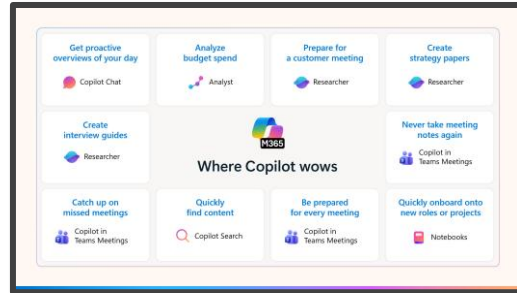 Get proactive
overviews of your day
Copilot Chat
Analyze
budget spend
Analyst
Prepare for
a customer meeting
Researcher
Create
strategy papers
Researcher
Create
interview guides
Researcher
M365
Where Copilot wows
Never take meeting
notes again
Copilot in
Teams Meetings
Catch up on
missed meetings
Copilot in
Teams Meetings
Quickly
find content
Copilot Search
Be prepared
for every meeting
Copilot in
Teams Meetings
Quickly onboard onto
new roles or projects
Notebooks